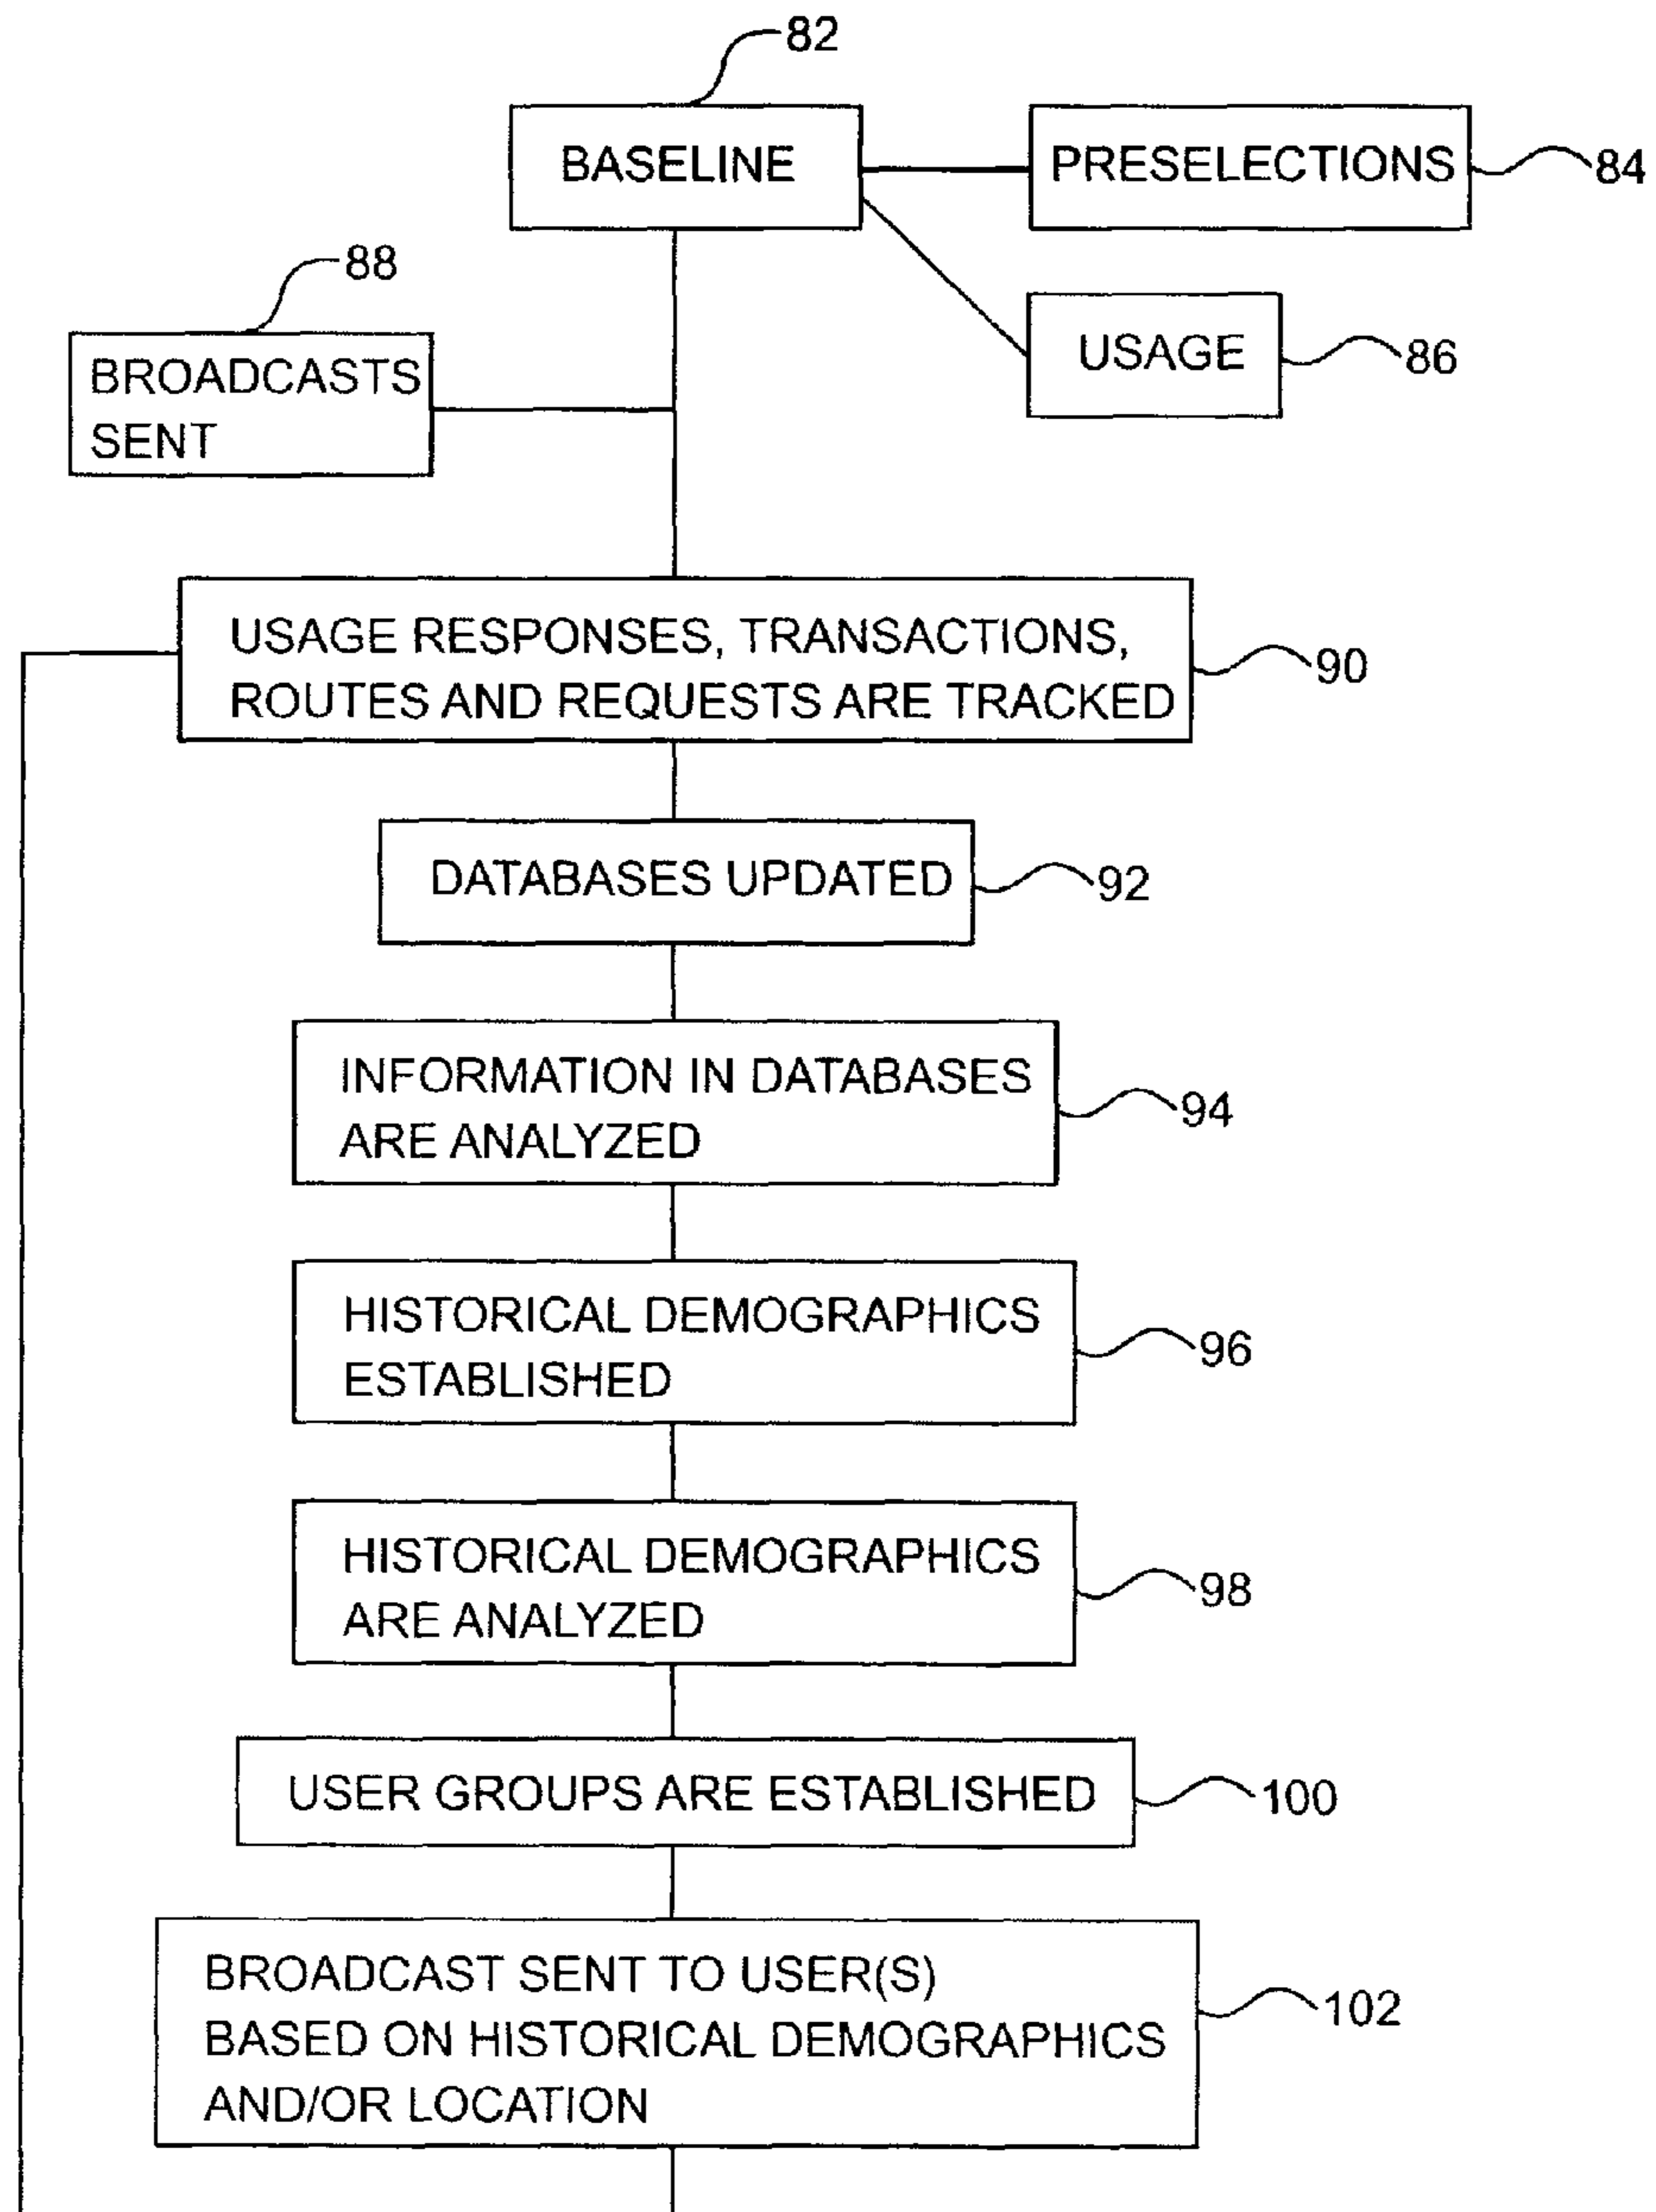 82
BASELINE
PRESELECTIONS
84
88
BROADCASTS
SENT
USAGE
86
USAGE RESPONSES, TRANSACTIONS,
ROUTES AND REQUESTS ARE TRACKED
90
DATABASES UPDATED
92
INFORMATION IN DATABASES
ARE ANALYZED
94
HISTORICAL DEMOGRAPHICS
ESTABLISHED
96
HISTORICAL DEMOGRAPHICS
ARE ANALYZED
98
USER GROUPS ARE ESTABLISHED
100
BROADCAST SENT TO USER(S)
BASED ON HISTORICAL DEMOGRAPHICS
AND/OR LOCATION
102